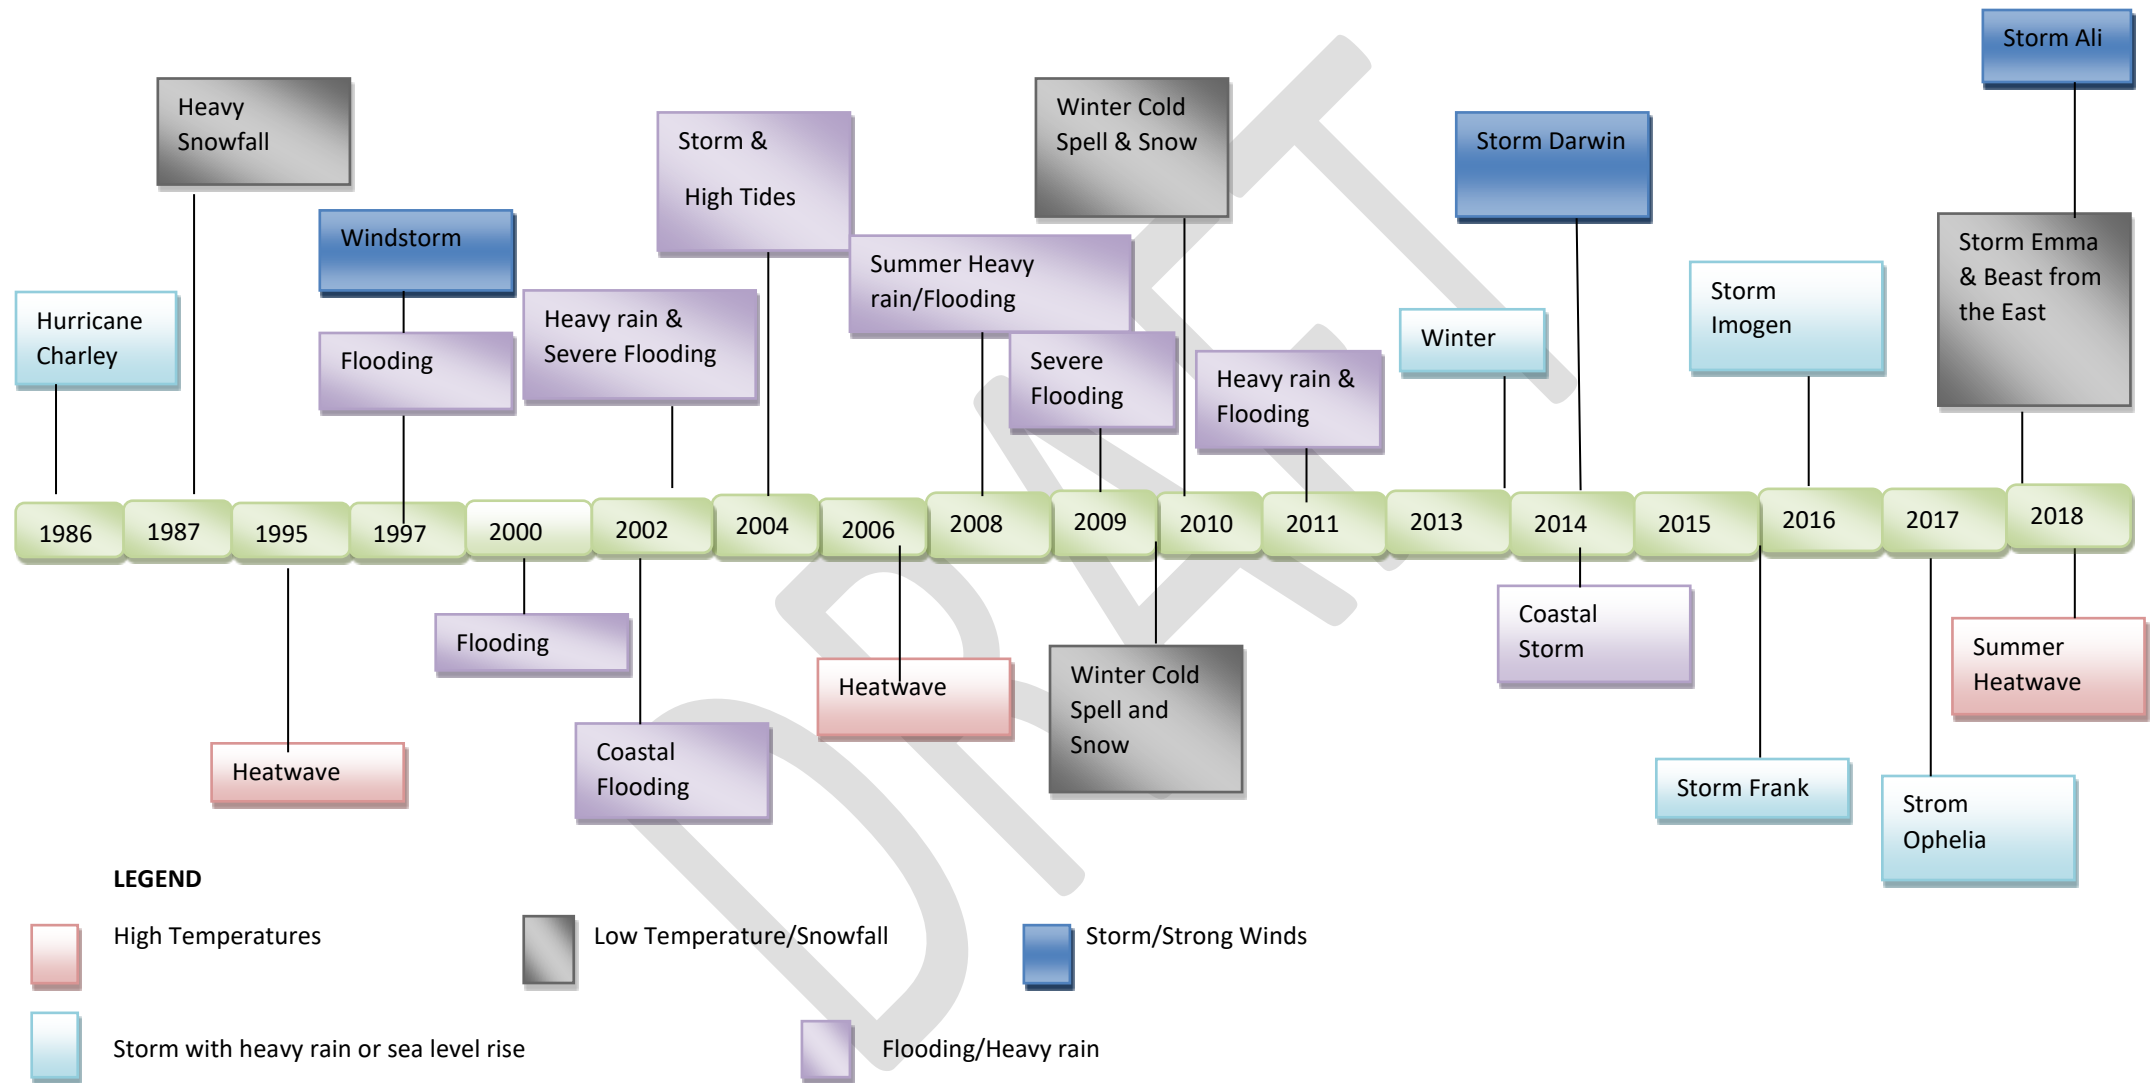 Storm Ali
Heavy
Snowfall
Winter Cold
Spell & Snow
Storm &
High Tides
Storm Darwin
Windstorm
Summer Heavy
rain/Flooding
Storm Emma
& Beast from
the East
Hurricane
Charley
Flooding
Heavy rain &
Severe Flooding
Severe
Flooding
Heavy rain &
Flooding
Winter
Storm
Imogen
1986
1987
1995
1997
2000
2002
2004
2006
2008
2009
2010
2011
2013
2014
2015
2016
2017
2018
Flooding
Heatwave
Coastal
Flooding
Heatwave
Winter Cold
Spell and
Snow
Coastal
Storm
Summer
Heatwave
Storm Frank
Strom
Ophelia
DRAFT
LEGEND
High Temperatures
Low Temperature/Snowfall
Storm/Strong Winds
Storm with heavy rain or sea level rise
Flooding/Heavy rain